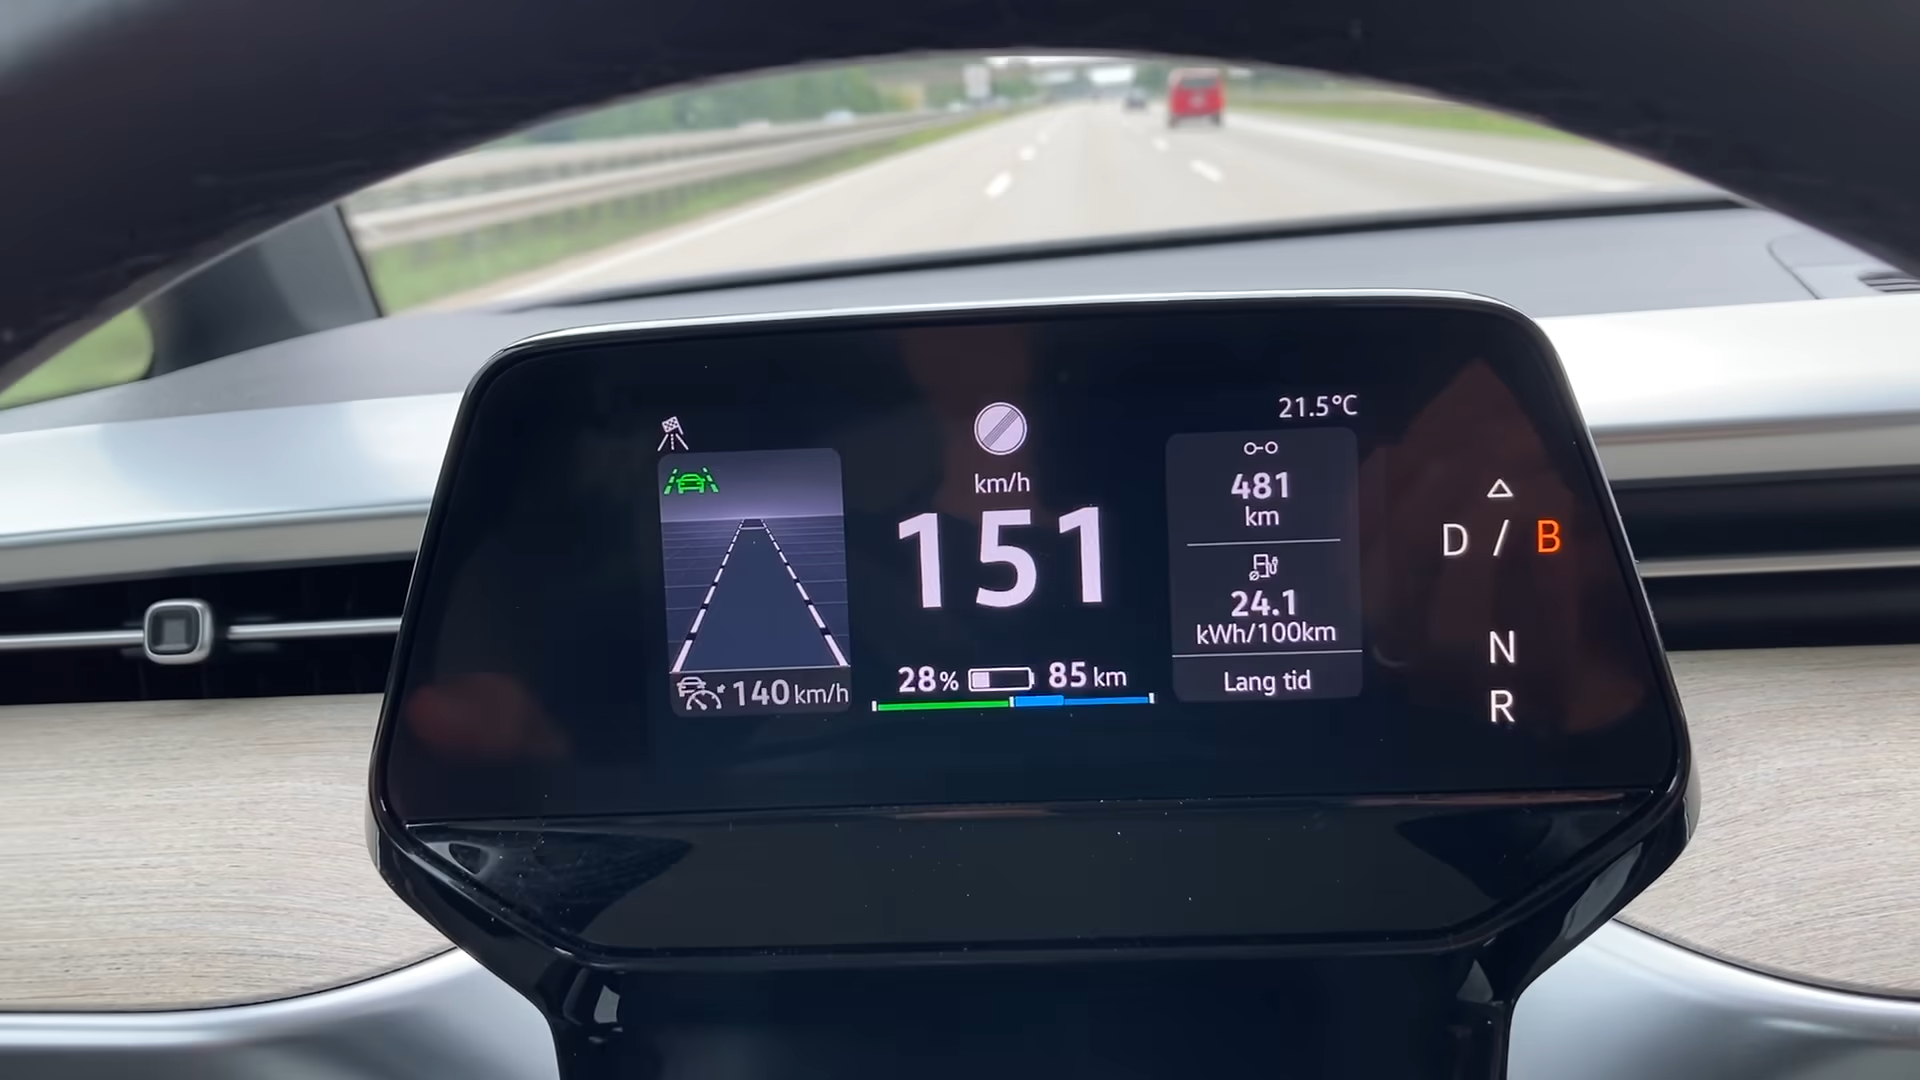 21.5°C
km/h
151
140 km/h
28% 85 km
481
km
24.1
kWh/100km
Lang tid
D / B
N
R